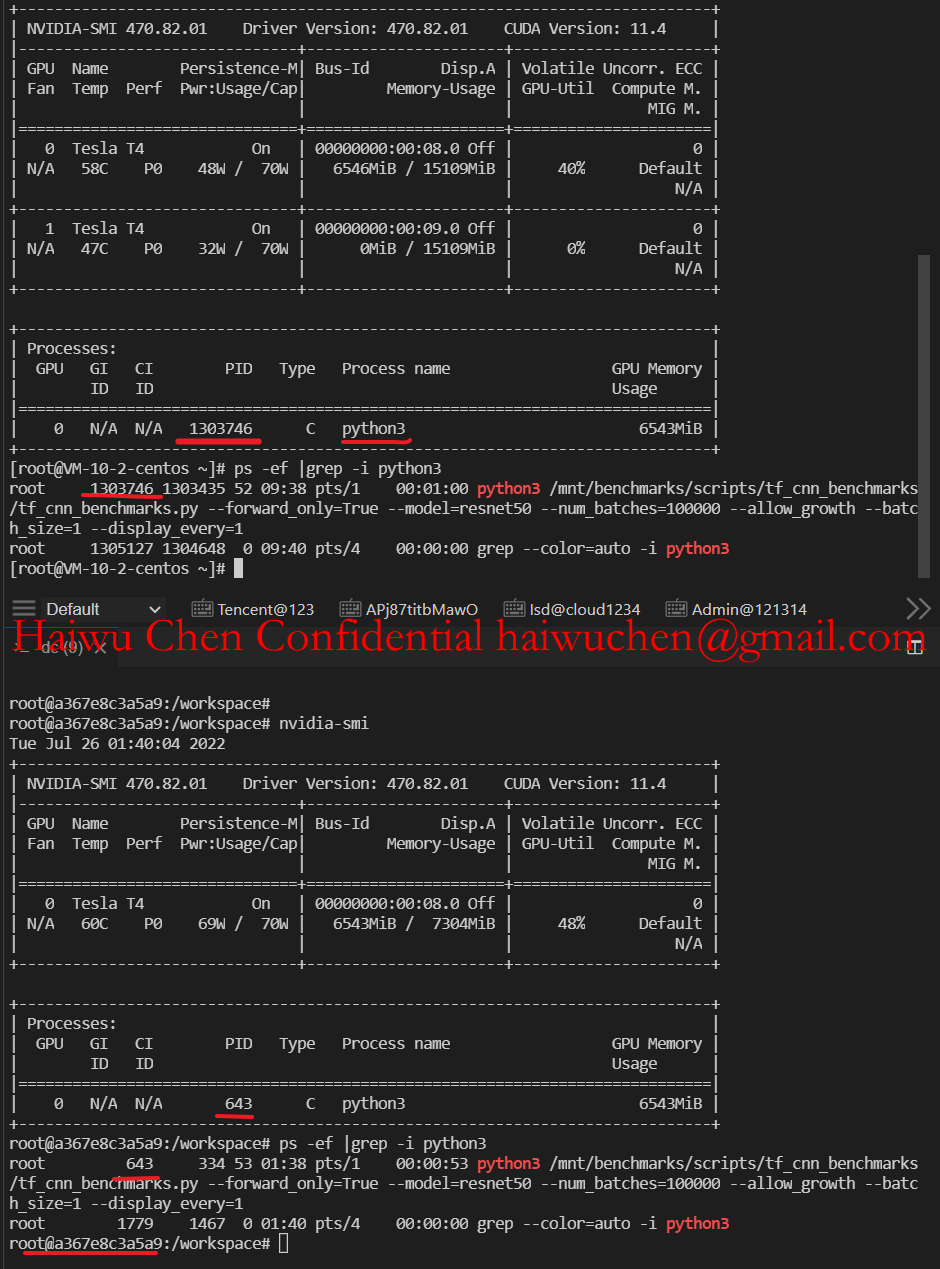 +-----------------------------------------------------------------------------+
| NVIDIA-SMI 470.82.01    Driver Version: 470.82.01    CUDA Version: 11.4     |
|-------------------------------+----------------------+----------------------+
| GPU  Name        Persistence-M| Bus-Id        Disp.A | Volatile Uncorr. ECC |
| Fan  Temp  Perf  Pwr:Usage/Cap|         Memory-Usage | GPU-Util  Compute M. |
|                               |                      |               MIG M. |
|===============================+======================+======================|
|   0  Tesla T4            On   | 00000000:00:08.0 Off |                    0 |
| N/A   58C    P0    48W /  70W |   6546MiB / 15109MiB |     40%      Default |
|                               |                      |                  N/A |
+-------------------------------+----------------------+----------------------+
|   1  Tesla T4            On   | 00000000:00:09.0 Off |                    0 |
| N/A   47C    P0    32W /  70W |      0MiB / 15109MiB |      0%      Default |
|                               |                      |                  N/A |
+-------------------------------+----------------------+----------------------+
+-----------------------------------------------------------------------------+
| Processes:                                                                  |
|  GPU   GI   CI        PID   Type   Process name                  GPU Memory |
|        ID   ID                                                   Usage      |
|=============================================================================|
|    0   N/A  N/A   1303746      C   python3                          6543MiB |
+-----------------------------------------------------------------------------+
[root@VM-10-2-centos ~]# ps -ef |grep -i python3
root     1303746 1303435 52 09:38 pts/1    00:01:00 python3 /mnt/benchmarks/scripts/tf_cnn_benchmarks
/tf_cnn_benchmarks.py --forward_only=True --model=resnet50 --num_batches=100000 --allow_growth --batc
h_size=1 --display_every=1
root     1305127 1304648  0 09:40 pts/4    00:00:00 grep --color=auto -i python3
[root@VM-10-2-centos ~]#
Default Tencent@123 APj87titbMawO lsd@cloud1234 Admin@121314
Haiwu Chen Confidential haiwuchen@gmail.com
dc (9)
root@a367e8c3a5a9:/workspace#
root@a367e8c3a5a9:/workspace# nvidia-smi
Tue Jul 26 01:40:04 2022
+-----------------------------------------------------------------------------+
| NVIDIA-SMI 470.82.01    Driver Version: 470.82.01    CUDA Version: 11.4     |
|-------------------------------+----------------------+----------------------+
| GPU  Name        Persistence-M| Bus-Id        Disp.A | Volatile Uncorr. ECC |
| Fan  Temp  Perf  Pwr:Usage/Cap|         Memory-Usage | GPU-Util  Compute M. |
|                               |                      |               MIG M. |
|===============================+======================+======================|
|   0  Tesla T4            On   | 00000000:00:08.0 Off |                    0 |
| N/A   60C    P0    69W /  70W |   6543MiB /  7304MiB |     48%      Default |
|                               |                      |                  N/A |
+-------------------------------+----------------------+----------------------+
+-----------------------------------------------------------------------------+
| Processes:                                                                  |
|  GPU   GI   CI        PID   Type   Process name                  GPU Memory |
|        ID   ID                                                   Usage      |
|=============================================================================|
|    0   N/A  N/A       643      C   python3                          6543MiB |
+-----------------------------------------------------------------------------+
root@a367e8c3a5a9:/workspace# ps -ef |grep -i python3
root         643     334 53 01:38 pts/1    00:00:53 python3 /mnt/benchmarks/scripts/tf_cnn_benchmarks
/tf_cnn_benchmarks.py --forward_only=True --model=resnet50 --num_batches=100000 --allow_growth --batc
h_size=1 --display_every=1
root        1779    1467  0 01:40 pts/4    00:00:00 grep --color=auto -i python3
root@a367e8c3a5a9:/workspace#